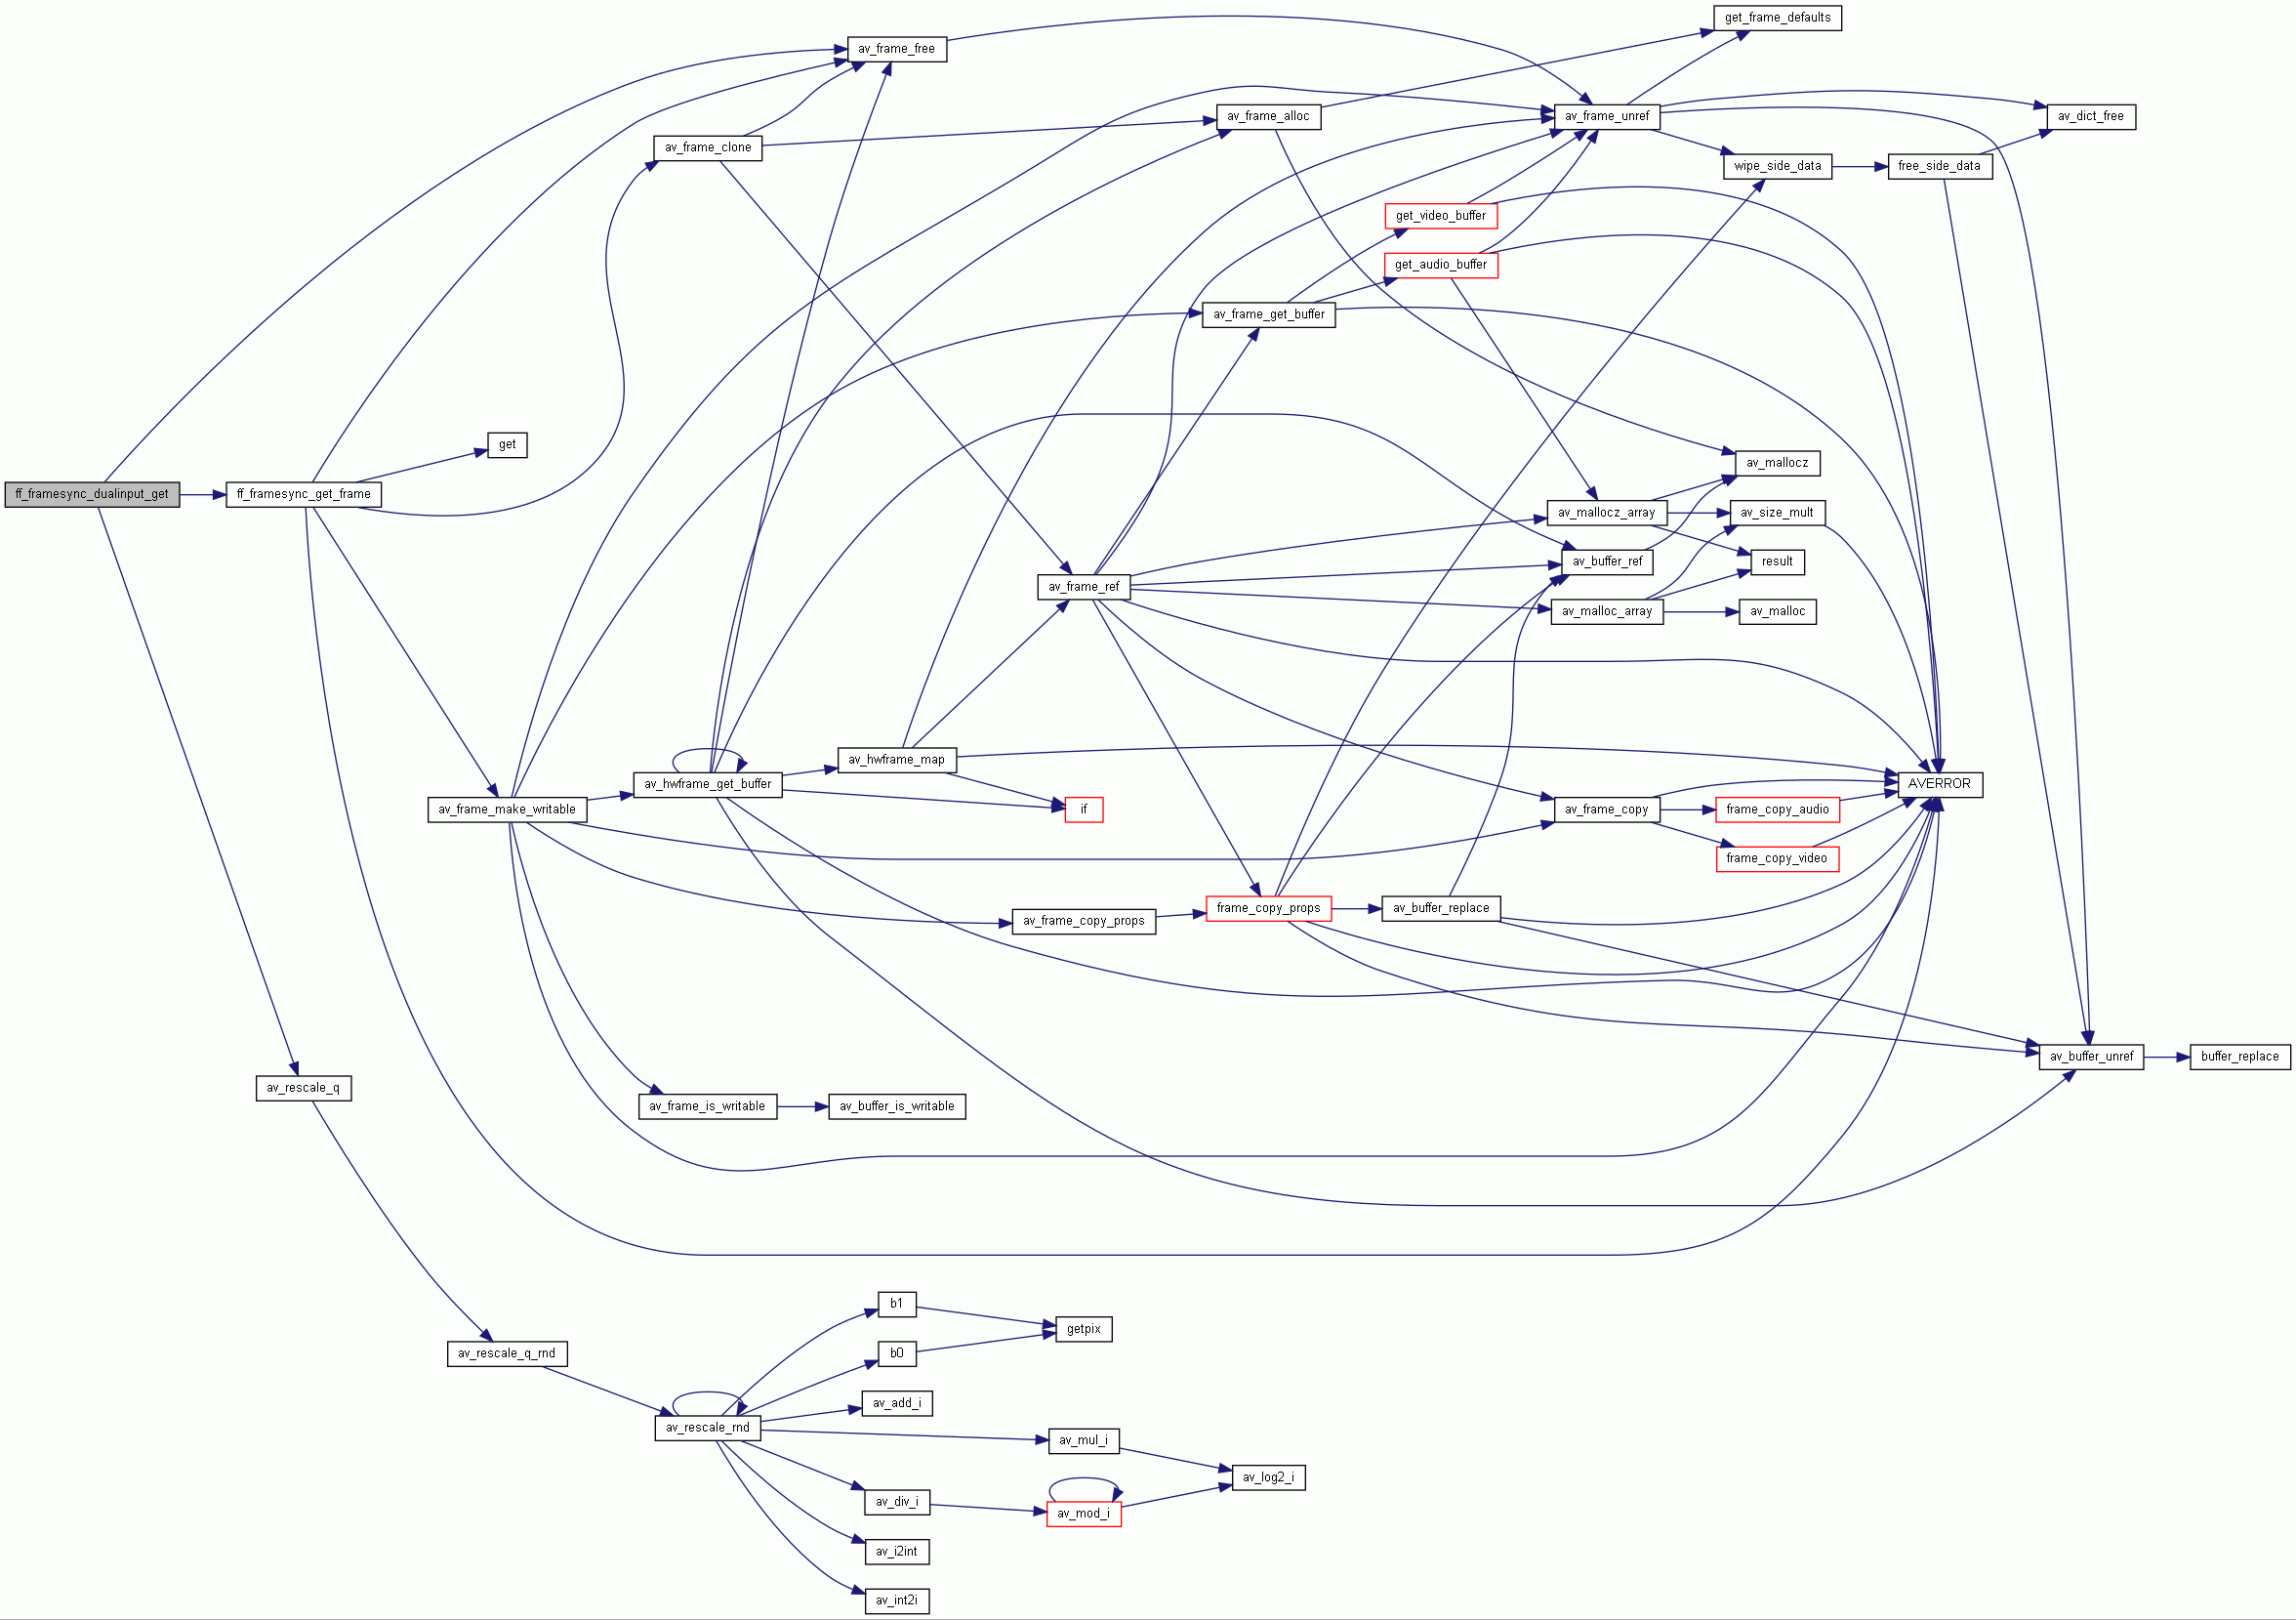 get_frame_defaults
av_frame_free
av_frame_alloc
av_frame_unref
av_dict_free
av_frame_clone
wipe_side_data
free_side_data
get_video_buffer
get_audio_buffer
av_frame_get_buffer
get
av_mallocz
ff_framesync_dualinput_get
ff_framesync_get_frame
av_mallocz_array
av_size_mult
av_buffer_ref
result
av_frame_ref
av_malloc_array
av_malloc
av_hwframe_map
av_hwframe_get_buffer
AVERROR
av_frame_make_writable
if
av_frame_copy
frame_copy_audio
frame_copy_video
frame_copy_props
av_buffer_replace
av_frame_copy_props
av_buffer_unref
buffer_replace
av_rescale_q
av_frame_is_writable
av_buffer_is_writable
b1
getpix
av_rescale_q_rnd
b0
av_add_i
av_rescale_rnd
av_mul_i
av_log2_i
av_div_i
av_mod_i
av_i2int
av_int2i